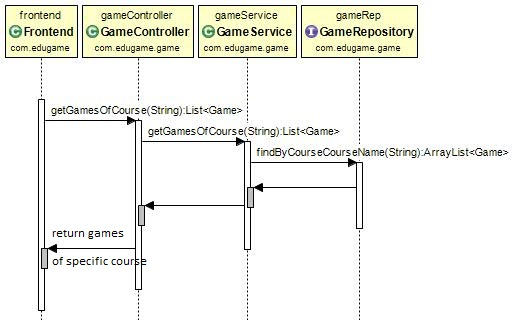 frontend
C Frontend
com.edugame.game
gameController
C GameController
com.edugame.game
gameService
C GameService
com.edugame.game
gameRep
I GameRepository
com.edugame.game
getGamesOfCourse(String):List<Game>
getGamesOfCourse(String):List<Game>
findByCourseCourseName(String):ArrayList<Game>
return games
of specific course